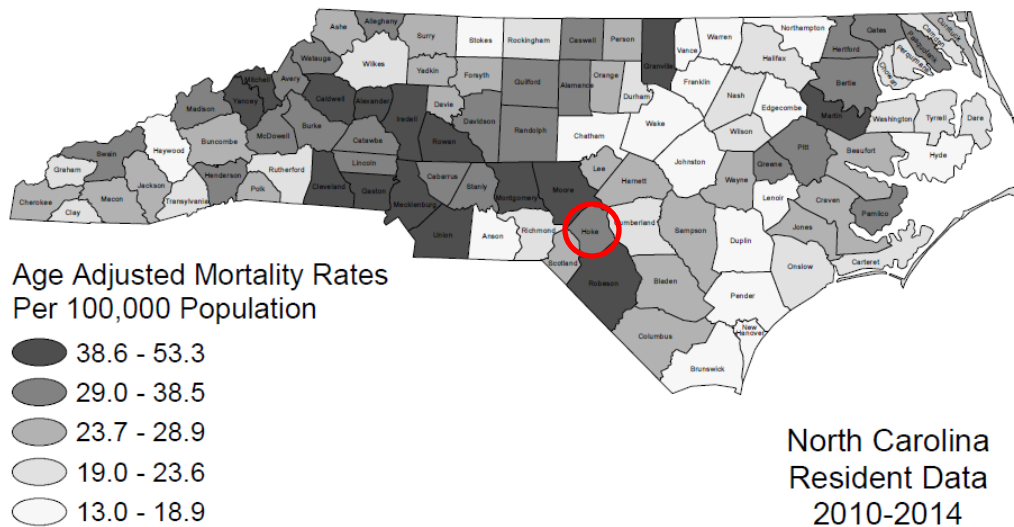 Ashe
Alleghany
Surry
Stokes
Rockingham
Caswell
Person
Granville
Vance
Warren
Northampton
Gates
Camden
Currituck
Pasquotank
Perquimans
Chowan
Hertford
Halifax
Bertie
Watauga
Wilkes
Yadkin
Forsyth
Guilford
Alamance
Orange
Durham
Franklin
Nash
Edgecombe
Martin
Washington
Tyrrell
Dare
Mitchell
Avery
Yancey
Caldwell
Alexander
Iredell
Davie
Davidson
Randolph
Chatham
Wake
Wilson
Pitt
Beaufort
Hyde
Madison
Burke
McDowell
Catawba
Rowan
Buncombe
Haywood
Swain
Graham
Lincoln
Rutherford
Cabarrus
Stanly
Montgomery
Moore
Lee
Harnett
Johnston
Wayne
Greene
Lenoir
Craven
Pamlico
Cherokee
Clay
Macon
Jackson
Transylvania
Henderson
Polk
Cleveland
Gaston
Mecklenburg
Union
Anson
Richmond
Hoke
umberland
Sampson
Duplin
Jones
Onslow
Carteret
Scotland
Robeson
Bladen
Pender
Columbus
New
Hanover
Brunswick
Age Adjusted Mortality Rates
Per 100,000 Population
38.6 - 53.3
29.0 - 38.5
23.7 - 28.9
19.0 - 23.6
13.0 - 18.9
North Carolina
Resident Data
2010-2014